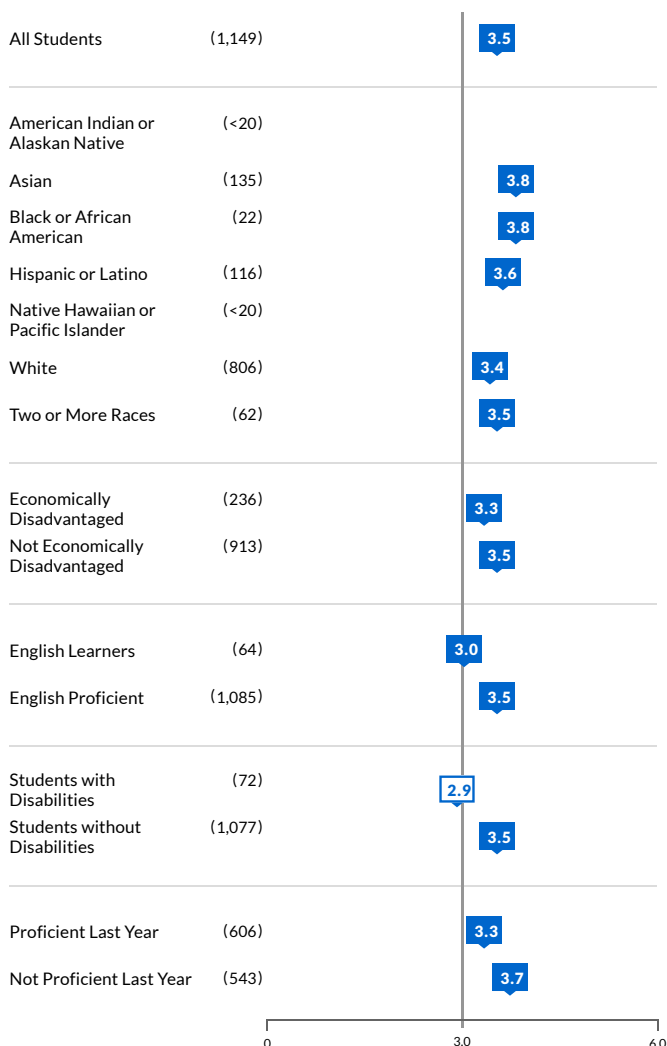 All Students (1,149) 3.5
American Indian or (<20)
Alaskan Native
Asian (135) 3.8
Black or African (22) 3.8
American
Hispanic or Latino (116) 3.6
Native Hawaiian or (<20)
Pacific Islander
White (806) 3.4
Two or More Races (62) 3.5
Economically (236) 3.3
Disadvantaged
Not Economically (913) 3.5
Disadvantaged
English Learners (64) 3.0
English Proficient (1,085) 3.5
Students with (72) 2.9
Disabilities
Students without (1,077) 3.5
Disabilities
Proficient Last Year (606) 3.3
Not Proficient Last Year (543) 3.7
0 3.0 6.0